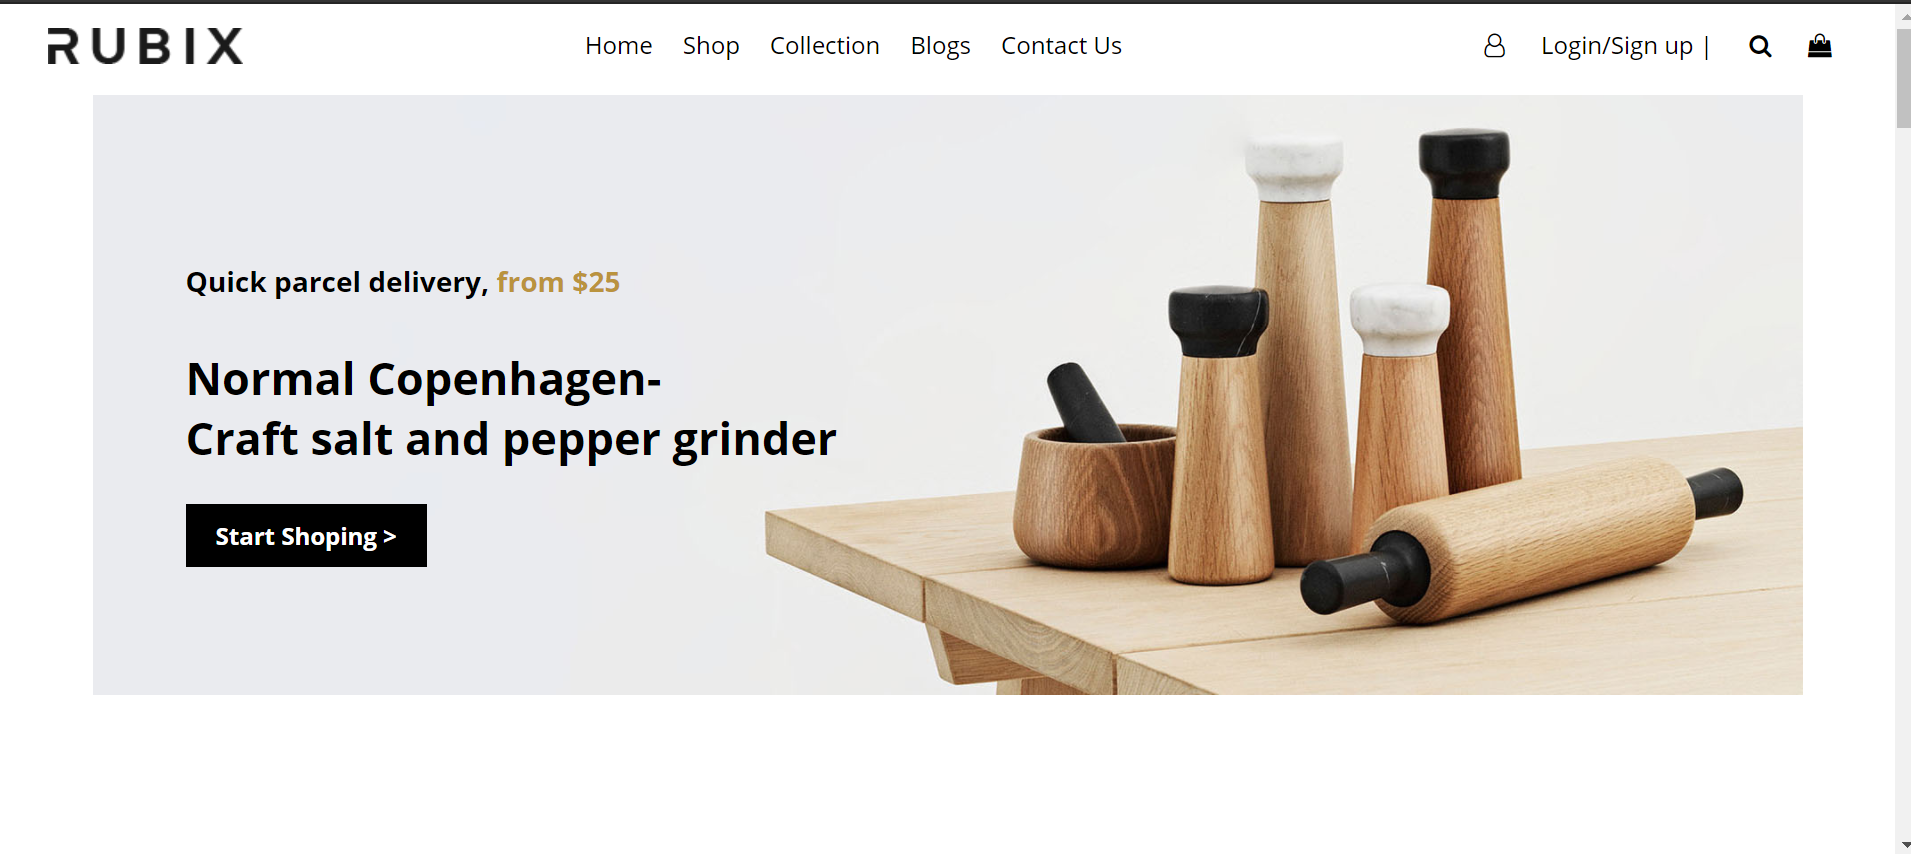 RUBIX
Home Shop Collection Blogs Contact Us
Login/Sign up |
Quick parcel delivery, from $25
Normal Copenhagen-
Craft salt and pepper grinder
Start Shoping >